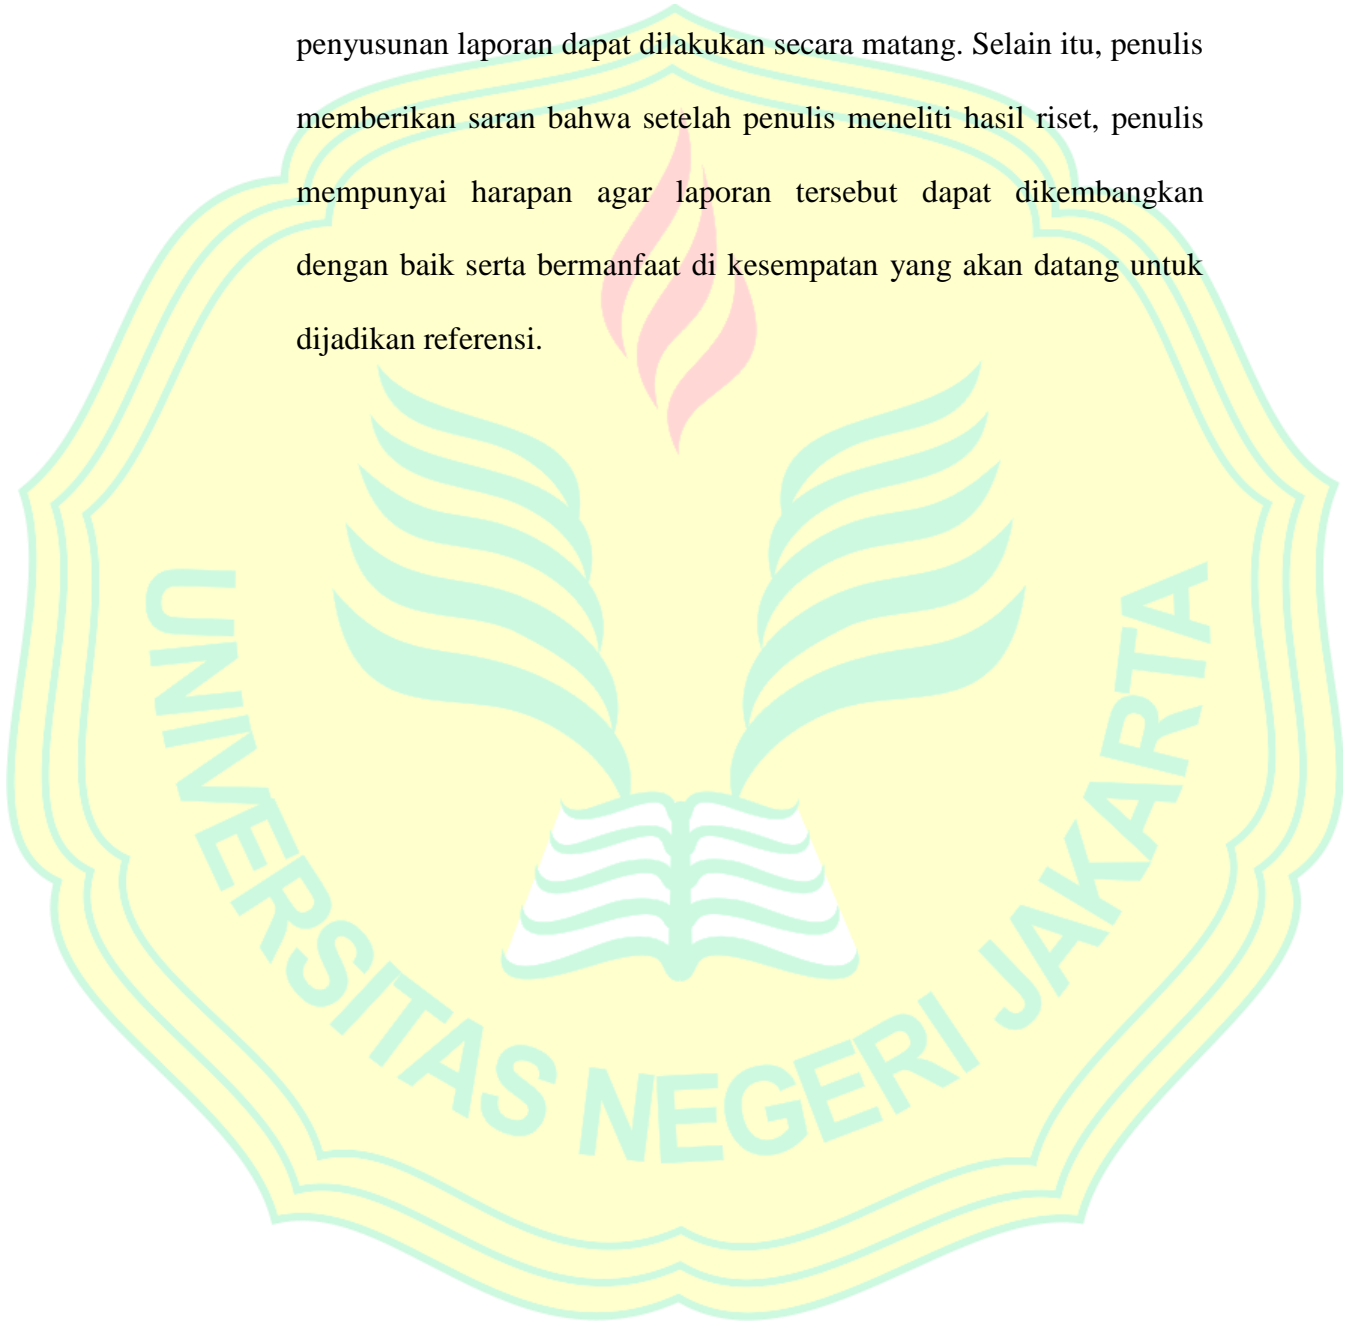 penyusunan laporan dapat dilakukan secara matang. Selain itu, penulis
memberikan saran bahwa setelah penulis meneliti hasil riset, penulis
mempunyai harapan agar laporan tersebut dapat dikembangkan
dengan baik serta bermanfaat di kesempatan yang akan datang untuk
dijadikan referensi.
UNIVERSITAS NEGERI JAKARTA